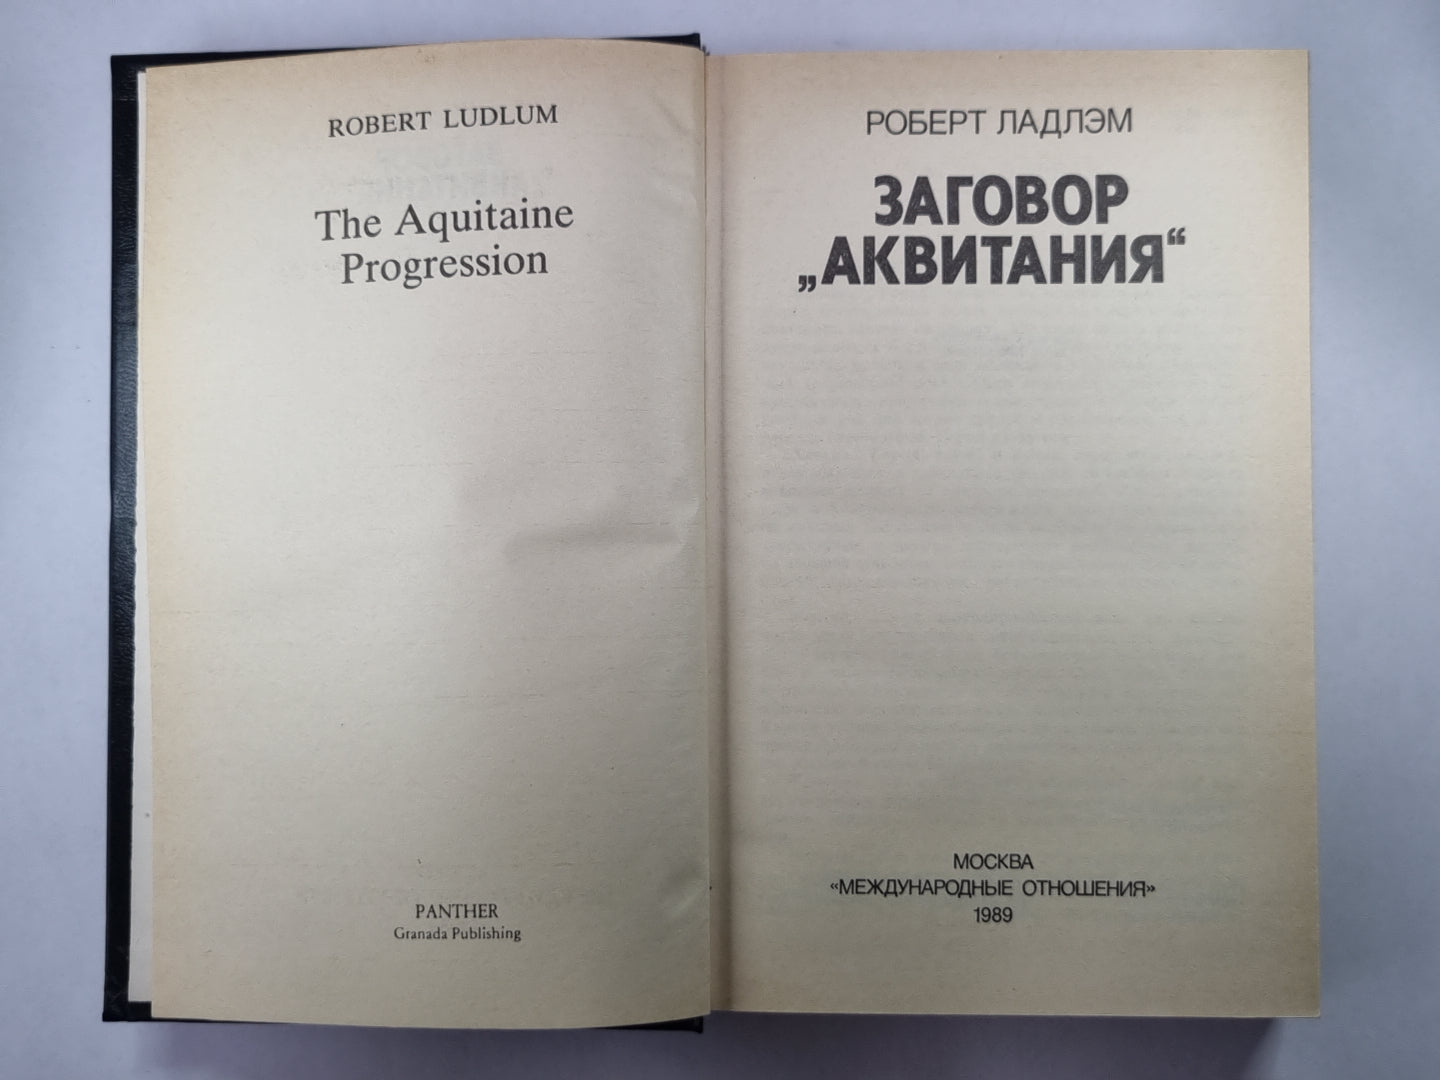 ROBERT LUDLUM
The Aquitaine
Progression
PANTHER
Granada Publishing
РОБЕРТ ЛАДЛЭМ
ЗАГОВОР
„АКВИТАНИЯ“
МОСКВА
«МЕЖДУНАРОДНЫЕ ОТНОШЕНИЯ»
1989